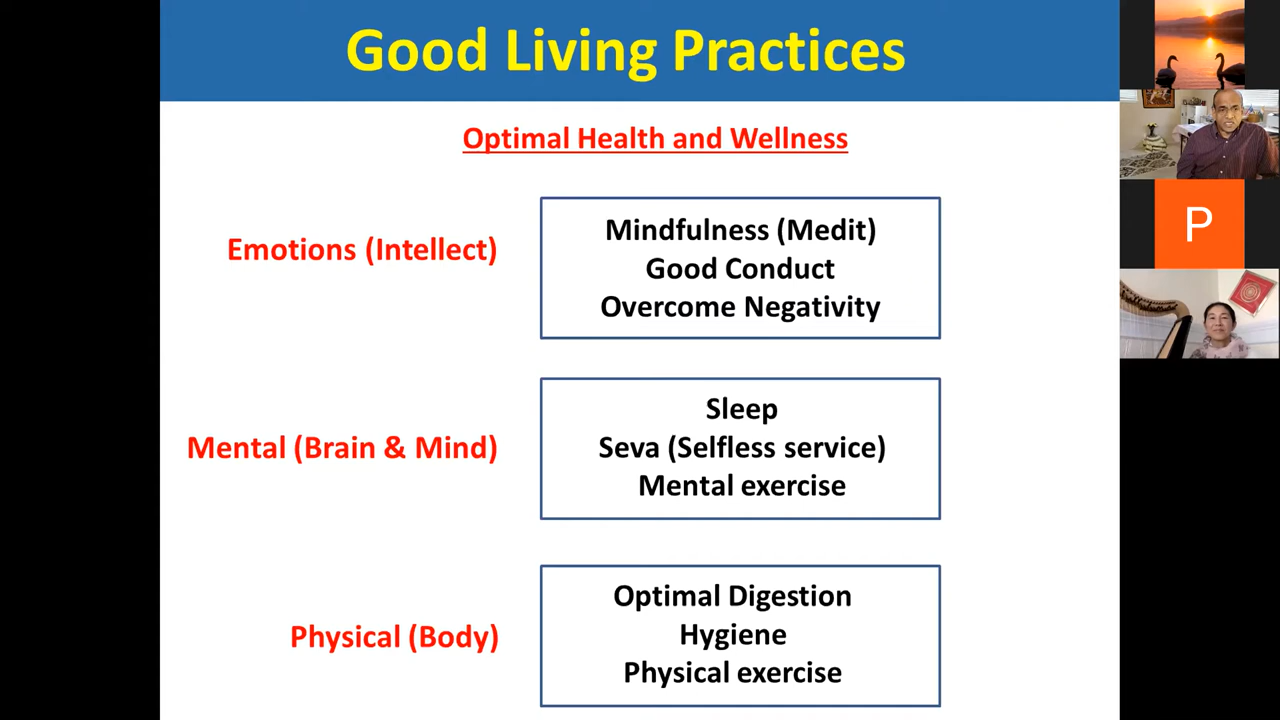 Good Living Practices
Optimal Health and Wellness
Emotions (Intellect)
Mindfulness (Medit)
Good Conduct
Overcome Negativity
Mental (Brain & Mind)
Sleep
Seva (Selfless service)
Mental exercise
Physical (Body)
Optimal Digestion
Hygiene
Physical exercise
P